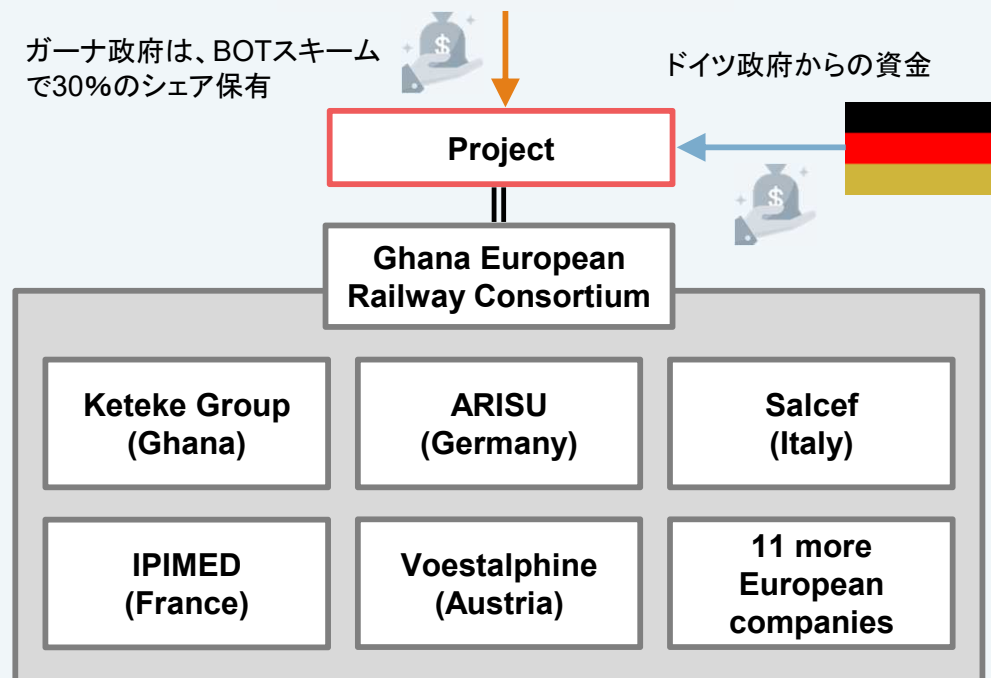 ガーナ政府は、BOTスキーム
で30%のシェア保有
ドイツ政府からの資金
Project
Ghana European
Railway Consortium
Keteke Group
(Ghana)
ARISU
(Germany)
Salcef
(Italy)
IPIMED
(France)
Voestalphine
(Austria)
11 more
European
companies